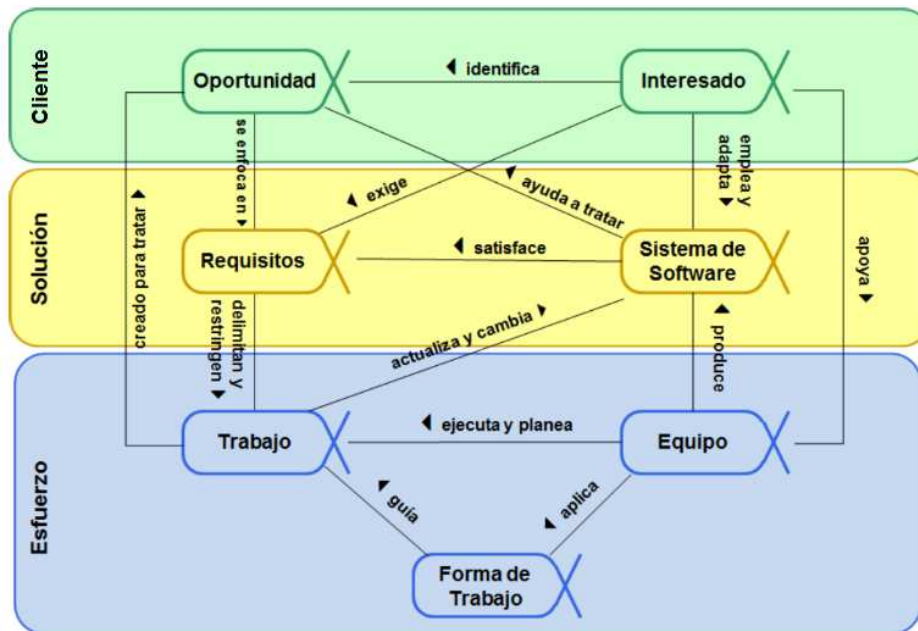 Cliente
Oportunidad
◄ identifica
Interesado
se enfoca en ►
◄ exige
◄ ayuda a tratar
emplea y
adapta ►
Solución
creado para tratar ►
Requisitos
◄ satisface
Sistema de
Software
apoya ►
delimitan y
restringen ►
actualiza y cambia ►
◄ produce
Esfuerzo
Trabajo
◄ ejecuta y planea
Equipo
◄ guía
◄ aplica
Forma de
Trabajo